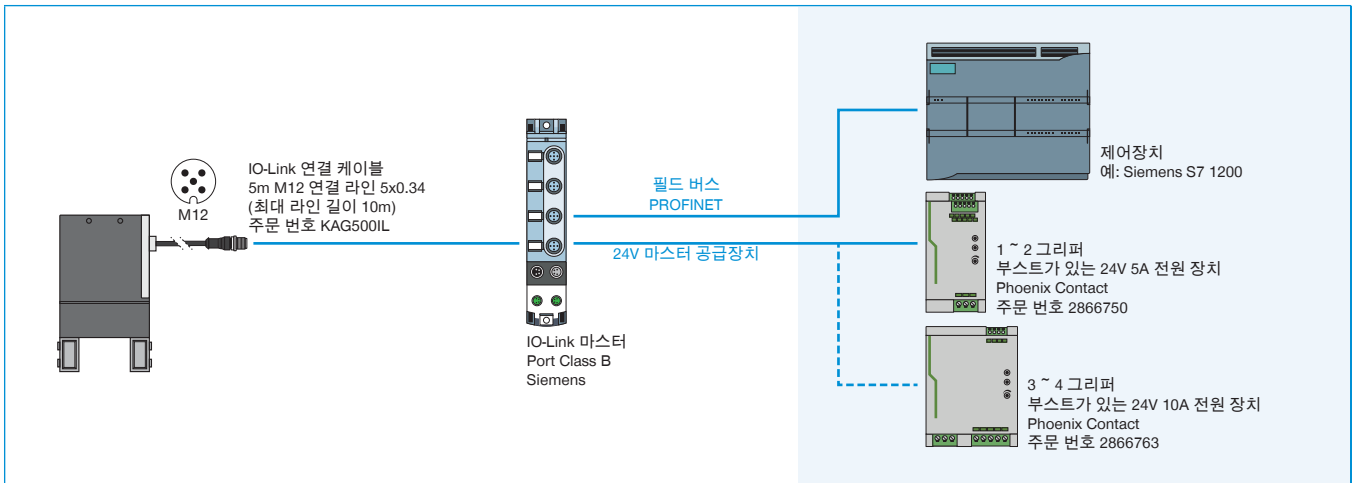 M12
IO-Link 연결 케이블
5m M12 연결 라인 5x0.34
(최대 라인 길이 10m)
주문 번호 KAG500IL
IO-Link 마스터
Port Class B
Siemens
필드 버스
PROFINET
24V 마스터 공급장치
제어장치
예: Siemens S7 1200
1 ~ 2 그리퍼
부스트가 있는 24V 5A 전원 장치
Phoenix Contact
주문 번호 2866750
3 ~ 4 그리퍼
부스트가 있는 24V 10A 전원 장치
Phoenix Contact
주문 번호 2866763